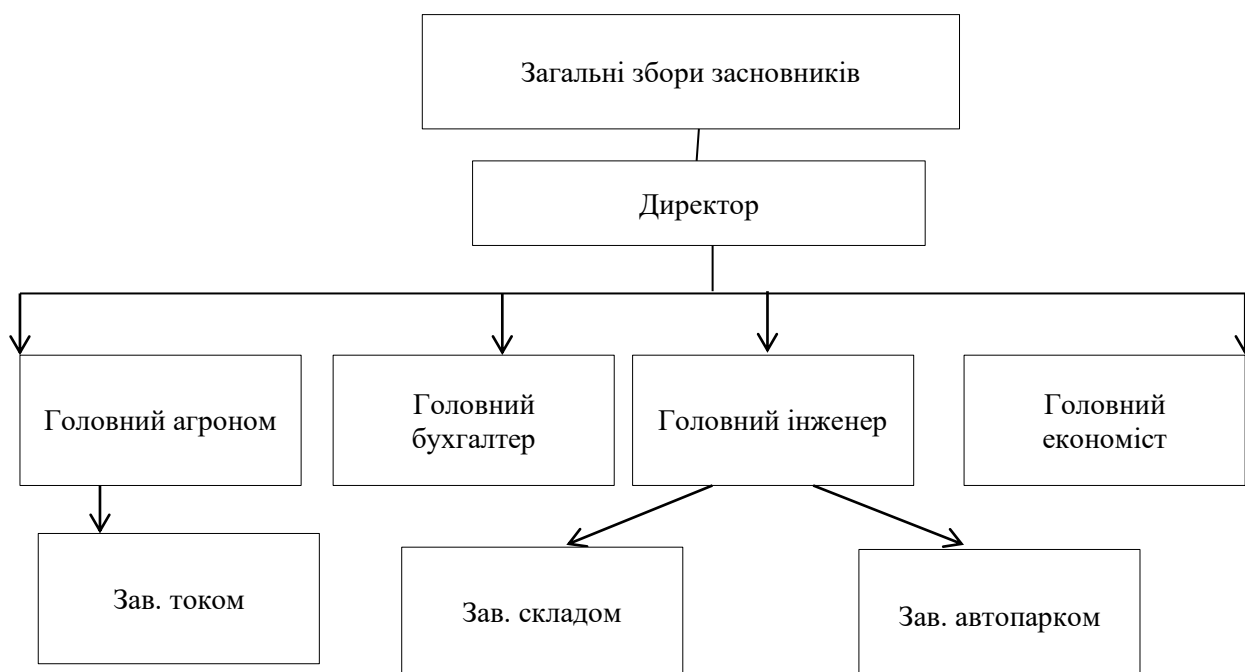 Загальні збори засновників
Директор
Головний агроном
Головний
бухгалтер
Головний інженер
Головний
економіст
Зав. током
Зав. складом
Зав. автопарком